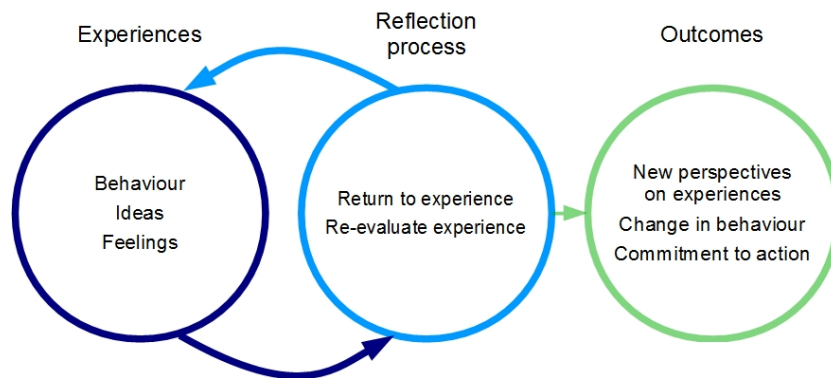 Experiences
Reflection
process
Outcomes
Behaviour
Ideas
Feelings
Return to experience
Re-evaluate experience
New perspectives
on experiences
Change in behaviour
Commitment to action